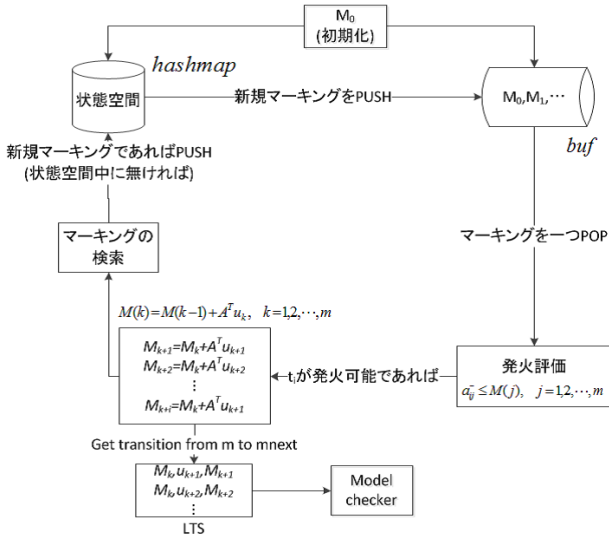 M₀
(初期化)
hashmap
状態空間
新規マーキングをPUSH
M₀,M₁,…
buf
新規マーキングであればPUSH
(状態空間中に無ければ)
マーキングを一つPOP
マーキングの
検索
M(k)=M(k−1)+Aᵀuₖ, k=1,2,⋯,m
Mₖ₊₁=Mₖ+Aᵀuₖ₊₁
Mₖ₊₂=Mₖ+Aᵀuₖ₊₂
⋮
Mₖ₊ᵢ=Mₖ+Aᵀuₖ₊₁
tᵢが発火可能であれば
発火評価
a⁻ᵢⱼ≤M(j), j=1,2,⋯,m
Get transition from m to mnext
Mₖ,uₖ₊₁,Mₖ₊₁
Mₖ,uₖ₊₂,Mₖ₊₂
⋮
LTS
Model
checker